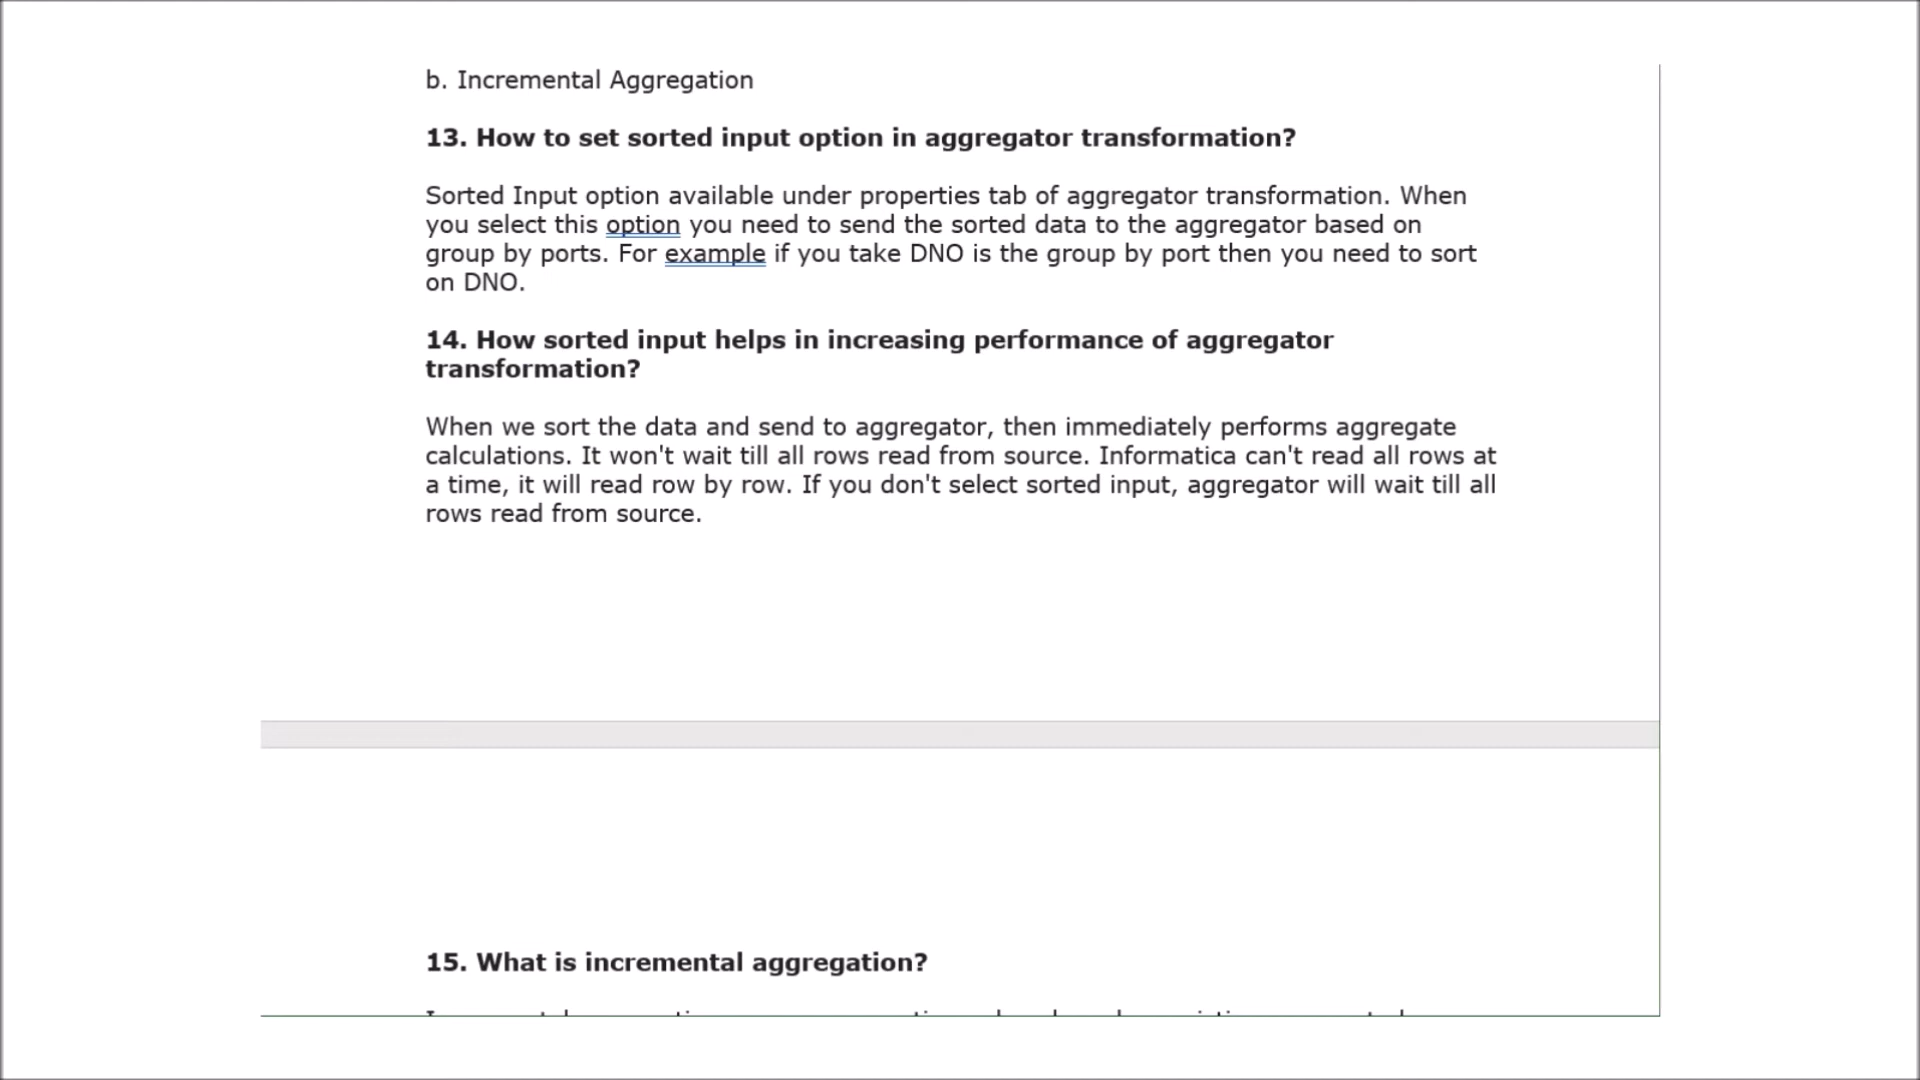 b. Incremental Aggregation
13. How to set sorted input option in aggregator transformation?
Sorted Input option available under properties tab of aggregator transformation. When
you select this option you need to send the sorted data to the aggregator based on
group by ports. For example if you take DNO is the group by port then you need to sort
on DNO.
14. How sorted input helps in increasing performance of aggregator
transformation?
When we sort the data and send to aggregator, then immediately performs aggregate
calculations. It won't wait till all rows read from source. Informatica can't read all rows at
a time, it will read row by row. If you don't select sorted input, aggregator will wait till all
rows read from source.
15. What is incremental aggregation?